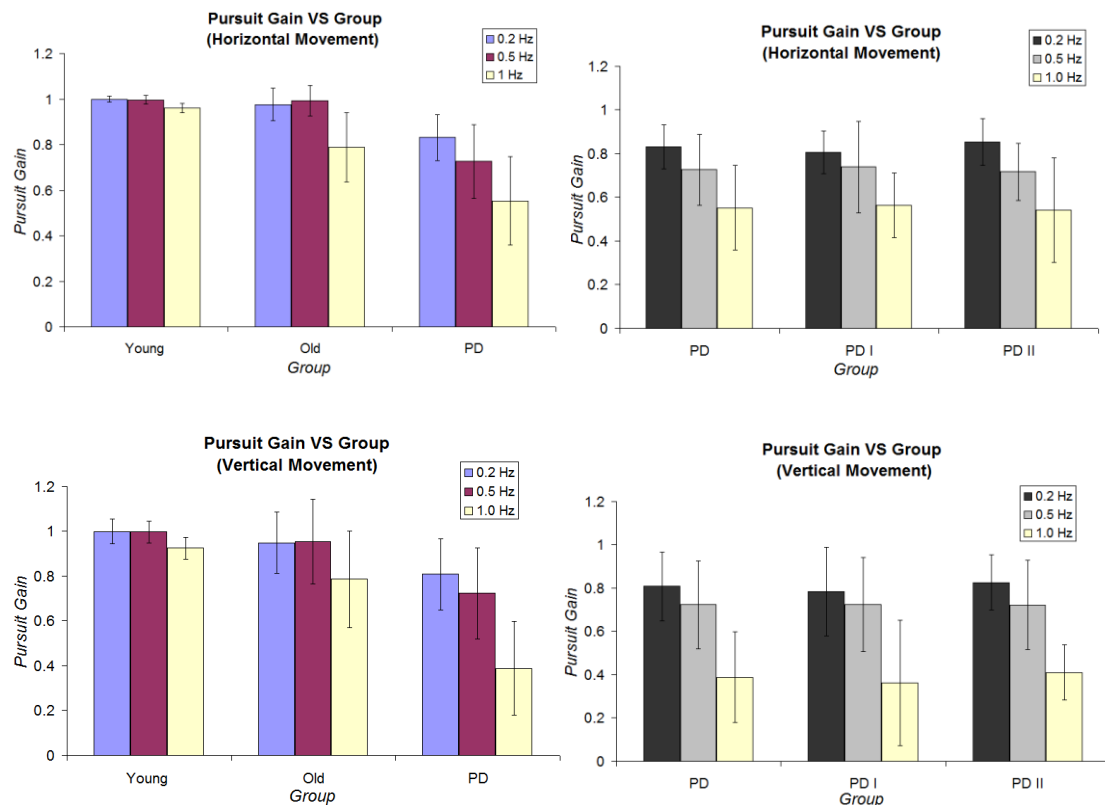 Pursuit Gain VS Group
(Horizontal Movement)
0.2 Hz
0.5 Hz
1 Hz
1.2
1
0.8
0.6
0.4
0.2
0
Pursuit Gain
Young
Old
PD
Group
Pursuit Gain VS Group
(Horizontal Movement)
0.2 Hz
0.5 Hz
1.0 Hz
1.2
1
0.8
0.6
0.4
0.2
0
Pursuit Gain
PD
PD I
PD II
Group
Pursuit Gain VS Group
(Vertical Movement)
0.2 Hz
0.5 Hz
1.0 Hz
1.2
1
0.8
0.6
0.4
0.2
0
Pursuit Gain
Young
Old
PD
Group
Pursuit Gain VS Group
(Vertical Movement)
0.2 Hz
0.5 Hz
1.0 Hz
1.2
1
0.8
0.6
0.4
0.2
0
Pursuit Gain
PD
PD I
PD II
Group